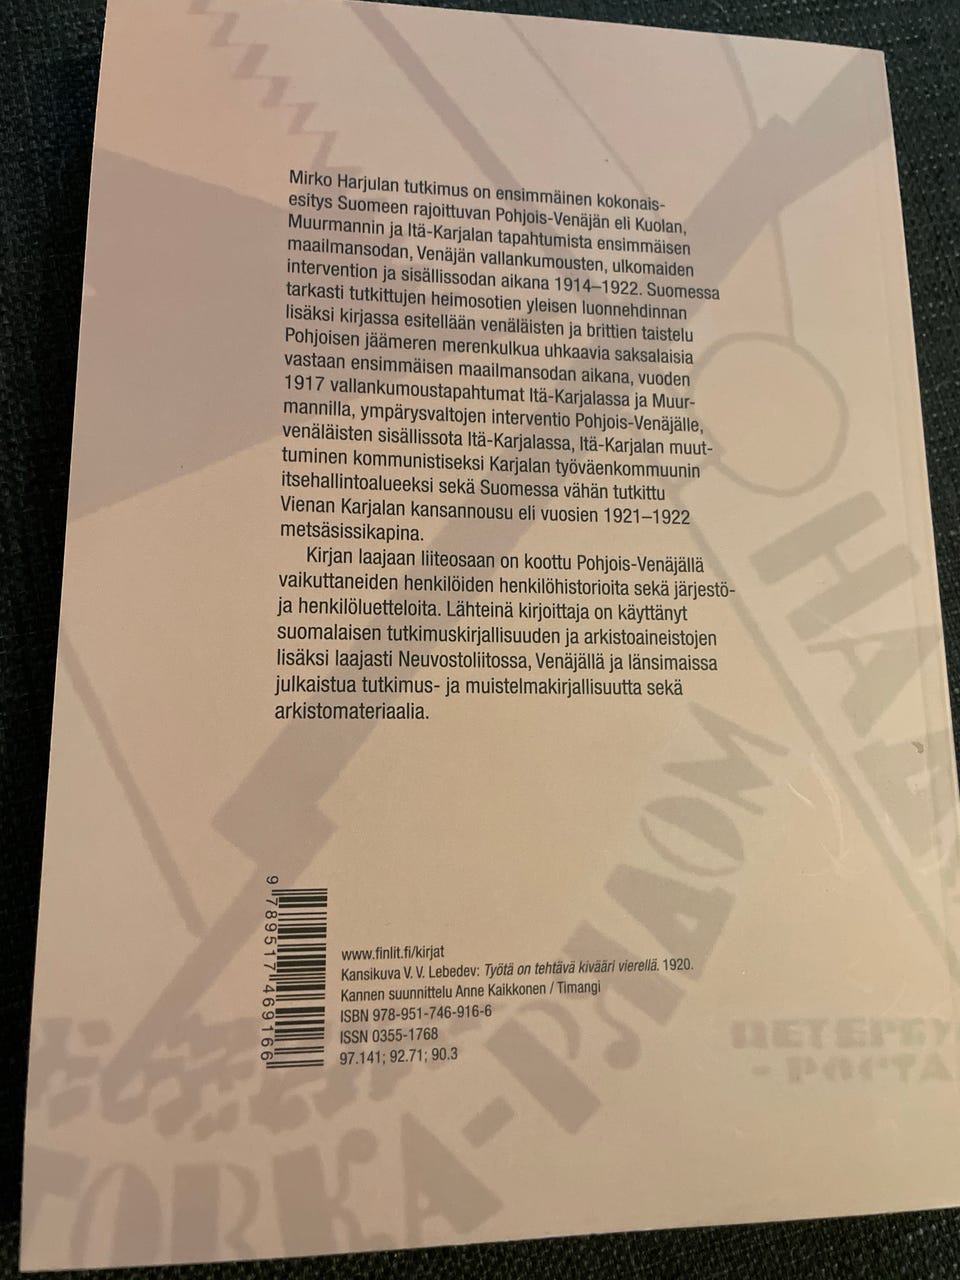 Mirko Harjulan tutkimus on ensimmäinen kokonais-
esitys Suomeen rajoittuvan Pohjois-Venäjän eli Kuolan,
Muurmannin ja Itä-Karjalan tapahtumista ensimmäisen
maailmansodan, Venäjän vallankumousten, ulkomaiden
intervention ja sisällissodan aikana 1914–1922. Suomessa
tarkasti tutkittujen heimosotien yleisen luonnehdinnan
lisäksi kirjassa esitellään venäläisten ja brittien taistelu
Pohjoisen jäämeren merenkulkua uhkaavia saksalaisia
vastaan ensimmäisen maailmansodan aikana, vuoden
1917 vallankumoustapahtumat Itä-Karjalassa ja Muur-
mannilla, ympärysvaltojen interventio Pohjois-Venäjälle,
venäläisten sisällissota Itä-Karjalassa, Itä-Karjalan muut-
tuminen kommunistiseksi Karjalan työväenkommuunin
itsehallintoalueeksi sekä Suomessa vähän tutkittu
Vienan Karjalan kansannousu eli vuosien 1921–1922
metsäsissikapina.
Kirjan laajaan liiteosaan on koottu Pohjois-Venäjällä
vaikuttaneiden henkilöiden henkilöhistorioita sekä järjestö-
ja henkilöluetteloita. Lähteinä kirjoittaja on käyttänyt
suomalaisen tutkimuskirjallisuuden ja arkistoaineistojen
lisäksi laajasti Neuvostoliitossa, Venäjällä ja länsimaissa
julkaistua tutkimus- ja muistelmakirjallisuutta sekä
arkistomateriaalia.
9 789517 469166
www.finlit.fi/kirjat
Kansikuva V. V. Lebedev: Työtä on tehtävä kivääri vierellä. 1920.
Kannen suunnittelu Anne Kaikkonen / Timangi
ISBN 978-951-746-916-6
ISSN 0355-1768
97.141; 92.71; 90.3